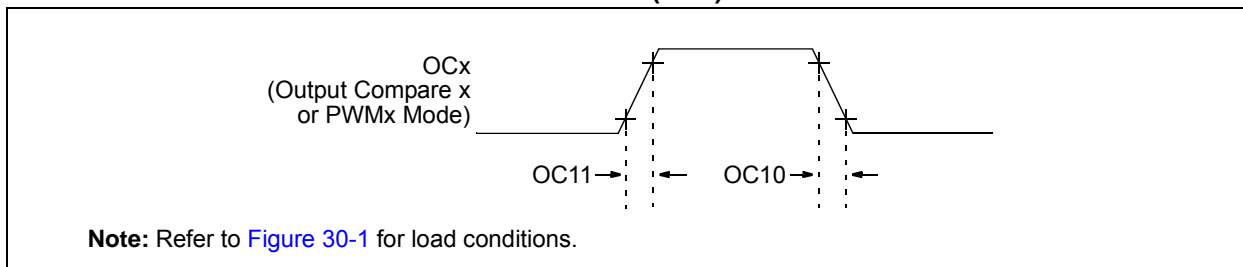 OCx
(Output Compare x
or PWMx Mode)
OC11
OC10
Note: Refer to Figure 30-1 for load conditions.